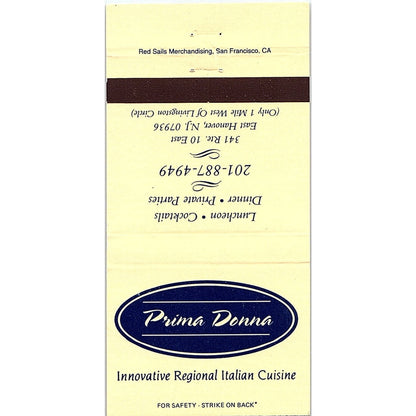 Red Sails Merchandising, San Francisco, CA
Luncheon • Cocktails
Dinner • Private Parties
201-887-4949
341 Rte. 10 East
East Hanover, N.J. 07936
(Only 1 Mile West Of Livingston Circle)
Prima Donna
Innovative Regional Italian Cuisine
FOR SAFETY - STRIKE ON BACK